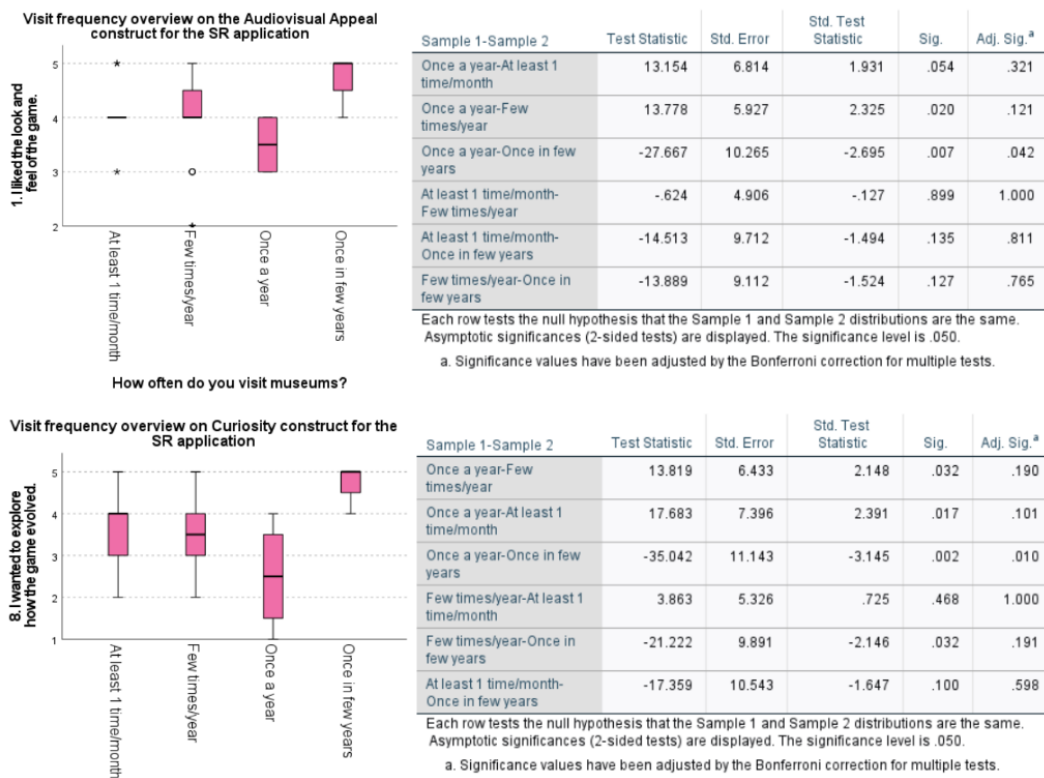 Visit frequency overview on the Audiovisual Appeal
construct for the SR application
1. I liked the look and
feel of the game.
5
4
3
2
At least 1 time/month
Few times/year
Once a year
Once in few years
How often do you visit museums?
Sample 1-Sample 2 Test Statistic Std. Error Std. Test Statistic Sig. Adj. Sig.a
Once a year-At least 1 time/month 13.154 6.814 1.931 .054 .321
Once a year-Few times/year 13.778 5.927 2.325 .020 .121
Once a year-Once in few years -27.667 10.265 -2.695 .007 .042
At least 1 time/month-Few times/year -.624 4.906 -.127 .899 1.000
At least 1 time/month-Once in few years -14.513 9.712 -1.494 .135 .811
Few times/year-Once in few years -13.889 9.112 -1.524 .127 .765
Each row tests the null hypothesis that the Sample 1 and Sample 2 distributions are the same.
Asymptotic significances (2-sided tests) are displayed. The significance level is .050.
a. Significance values have been adjusted by the Bonferroni correction for multiple tests.
Visit frequency overview on Curiosity construct for the
SR application
8. I wanted to explore
how the game evolved.
5
4
3
2
1
At least 1 time/month
Few times/year
Once a year
Once in few years
Sample 1-Sample 2 Test Statistic Std. Error Std. Test Statistic Sig. Adj. Sig.a
Once a year-Few times/year 13.819 6.433 2.148 .032 .190
Once a year-At least 1 time/month 17.683 7.396 2.391 .017 .101
Once a year-Once in few years -35.042 11.143 -3.145 .002 .010
Few times/year-At least 1 time/month 3.863 5.326 .725 .468 1.000
Few times/year-Once in few years -21.222 9.891 -2.146 .032 .191
At least 1 time/month-Once in few years -17.359 10.543 -1.647 .100 .598
Each row tests the null hypothesis that the Sample 1 and Sample 2 distributions are the same.
Asymptotic significances (2-sided tests) are displayed. The significance level is .050.
a. Significance values have been adjusted by the Bonferroni correction for multiple tests.